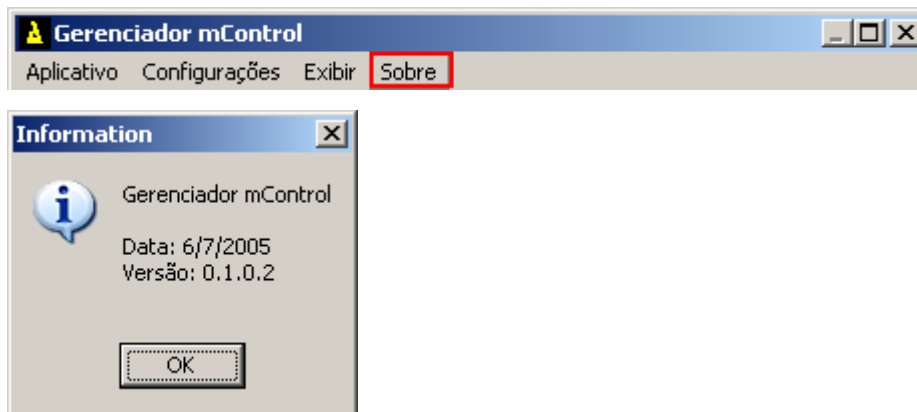 Gerenciador mControl
Aplicativo Configurações Exibir Sobre
Information
Gerenciador mControl
Data: 6/7/2005
Versão: 0.1.0.2
OK